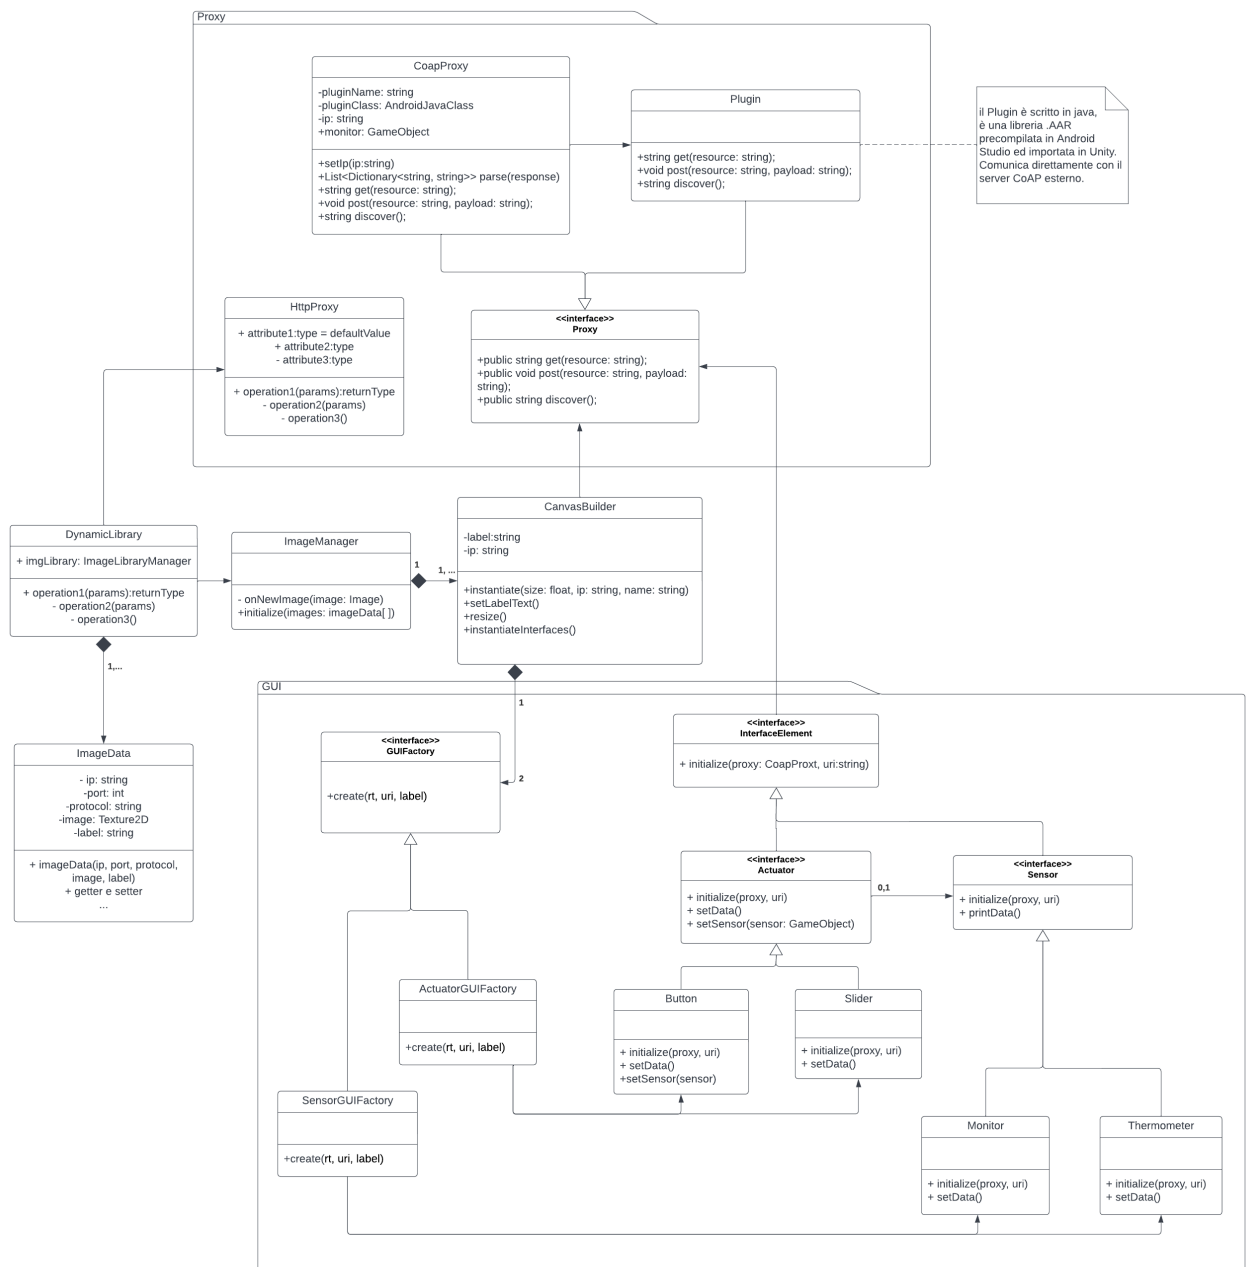 Proxy
CoapProxy
-pluginName: string
-pluginClass: AndroidJavaClass
-ip: string
+monitor: GameObject
+setIp(ip:string)
+List<Dictionary<string, string>> parse(response)
+string get(resource: string);
+void post(resource: string, payload: string);
+string discover();
Plugin
+string get(resource: string);
+void post(resource: string, payload: string);
+string discover();
il Plugin è scritto in java,
è una libreria .AAR
precompilata in Android
Studio ed importata in Unity.
Comunica direttamente con il
server CoAP esterno.
HttpProxy
+ attribute1:type = defaultValue
+ attribute2:type
- attribute3:type
+ operation1(params):returnType
- operation2(params)
- operation3()
<<interface>>
Proxy
+public string get(resource: string);
+public void post(resource: string, payload:
string);
+public string discover();
DynamicLibrary
+ imgLibrary: ImageLibraryManager
+ operation1(params):returnType
- operation2(params)
- operation3()
1,...
ImageManager
- onNewImage(image: Image)
+initialize(images: imageData[ ])
1
1, ...
CanvasBuilder
-label:string
-ip: string
+instantiate(size: float, ip: string, name: string)
+setLabelText()
+resize()
+instantiateInterfaces()
1
2
ImageData
- ip: string
-port: int
-protocol: string
-image: Texture2D
-label: string
+ imageData(ip, port, protocol,
image, label)
+ getter e setter
...
GUI
<<interface>>
GUIFactory
+create(rt, uri, label)
<<interface>>
InterfaceElement
+ initialize(proxy: CoapProxt, uri:string)
<<interface>>
Actuator
+ initialize(proxy, uri)
+ setData()
+ setSensor(sensor: GameObject)
0,1
<<interface>>
Sensor
+ initialize(proxy, uri)
+ printData()
ActuatorGUIFactory
+create(rt, uri, label)
Button
+ initialize(proxy, uri)
+ setData()
+setSensor(sensor)
Slider
+ initialize(proxy, uri)
+ setData()
SensorGUIFactory
+create(rt, uri, label)
Monitor
+ initialize(proxy, uri)
+ setData()
Thermometer
+ initialize(proxy, uri)
+ setData()